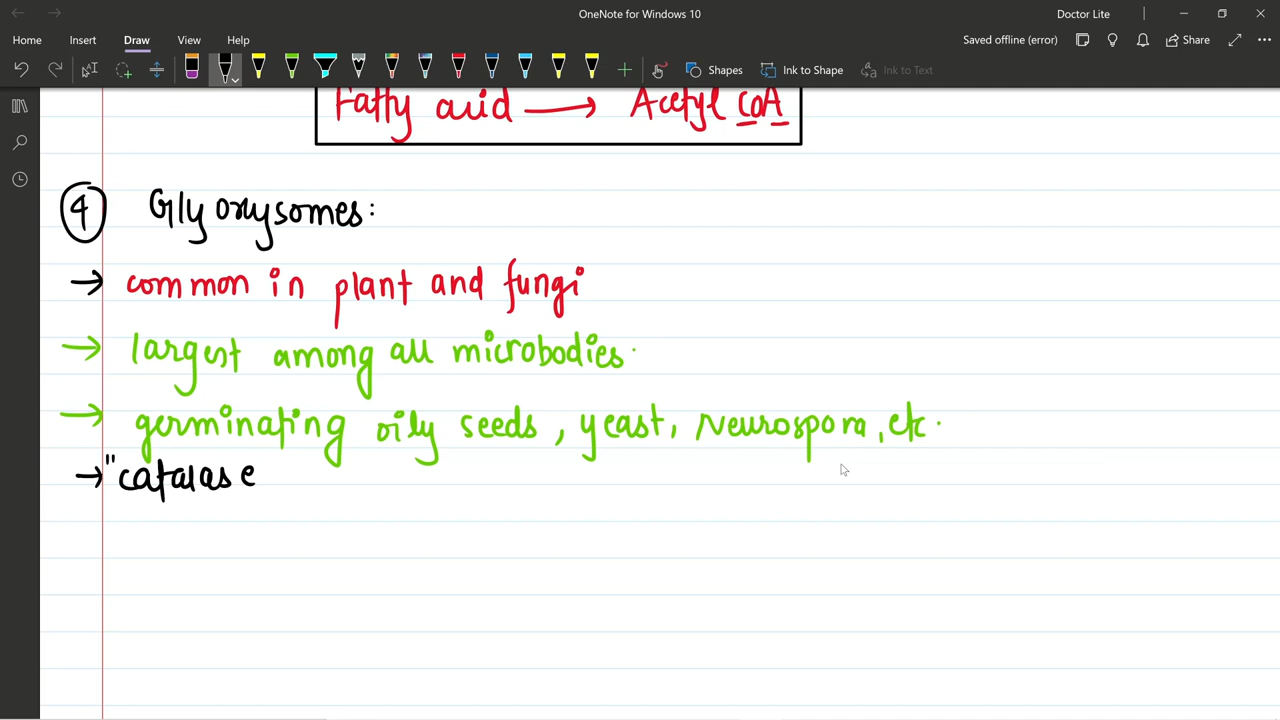 OneNote for Windows 10
Doctor Lite
Home Insert Draw View Help
Saved offline (error) Share
Shapes Ink to Shape Ink to Text
Fatty acid → Acetyl CoA
4 Glyoxysomes:
→ common in plant and fungi
→ largest among all microbodies.
→ germinating oily seeds, yeast, Neurospora, etc.
→ "catalase